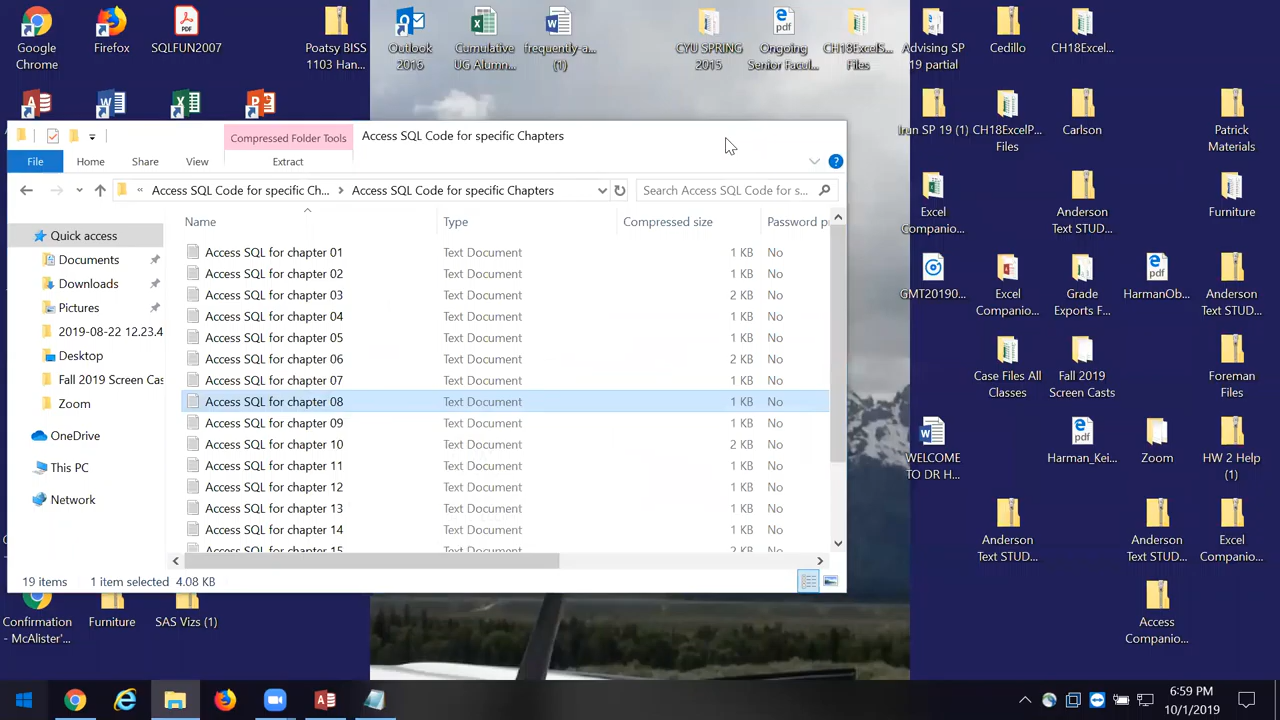 Google
Chrome
Firefox
SQLFUN2007
Poatsy BISS
1103 Han...
Outlook
2016
Cumulative
UG Alumn...
frequently-a...
(1)
CYU SPRING
2015
Ongoing
Senior Facul...
CH18ExcelS...
Files
Advising SP
19 partial
Cedillo
CH18Excel...
Compressed Folder Tools
Access SQL Code for specific Chapters
File
Home
Share
View
Extract
« Access SQL Code for specific Ch... > Access SQL Code for specific Chapters
Search Access SQL Code for s...
Name
Type
Compressed size
Password p
Quick access
Documents
Downloads
Pictures
2019-08-22 12.23.4
Desktop
Fall 2019 Screen Cas
Zoom
OneDrive
This PC
Network
Access SQL for chapter 01 Text Document 1 KB No
Access SQL for chapter 02 Text Document 1 KB No
Access SQL for chapter 03 Text Document 2 KB No
Access SQL for chapter 04 Text Document 1 KB No
Access SQL for chapter 05 Text Document 1 KB No
Access SQL for chapter 06 Text Document 2 KB No
Access SQL for chapter 07 Text Document 1 KB No
Access SQL for chapter 08 Text Document 1 KB No
Access SQL for chapter 09 Text Document 1 KB No
Access SQL for chapter 10 Text Document 2 KB No
Access SQL for chapter 11 Text Document 1 KB No
Access SQL for chapter 12 Text Document 1 KB No
Access SQL for chapter 13 Text Document 1 KB No
Access SQL for chapter 14 Text Document 1 KB No
Access SQL for chapter 15 Text Document 2 KB No
19 items 1 item selected 4.08 KB
SP 19 (1)
CH18ExcelP...
Files
Carlson
Patrick
Materials
Excel
Companio...
Anderson
Text STUD...
Furniture
GMT20190...
Excel
Companio...
Grade
Exports F...
HarmanOb...
Anderson
Text STUD...
Case Files All
Classes
Fall 2019
Screen Casts
Foreman
Files
WELCOME
TO DR H...
Harman_Kei...
Zoom
HW 2 Help
(1)
Anderson
Text STUD...
Anderson
Text STUD...
Excel
Companio...
Access
Companio...
Confirmation
- McAlister'...
Furniture
SAS Vizs (1)
6:59 PM
10/1/2019